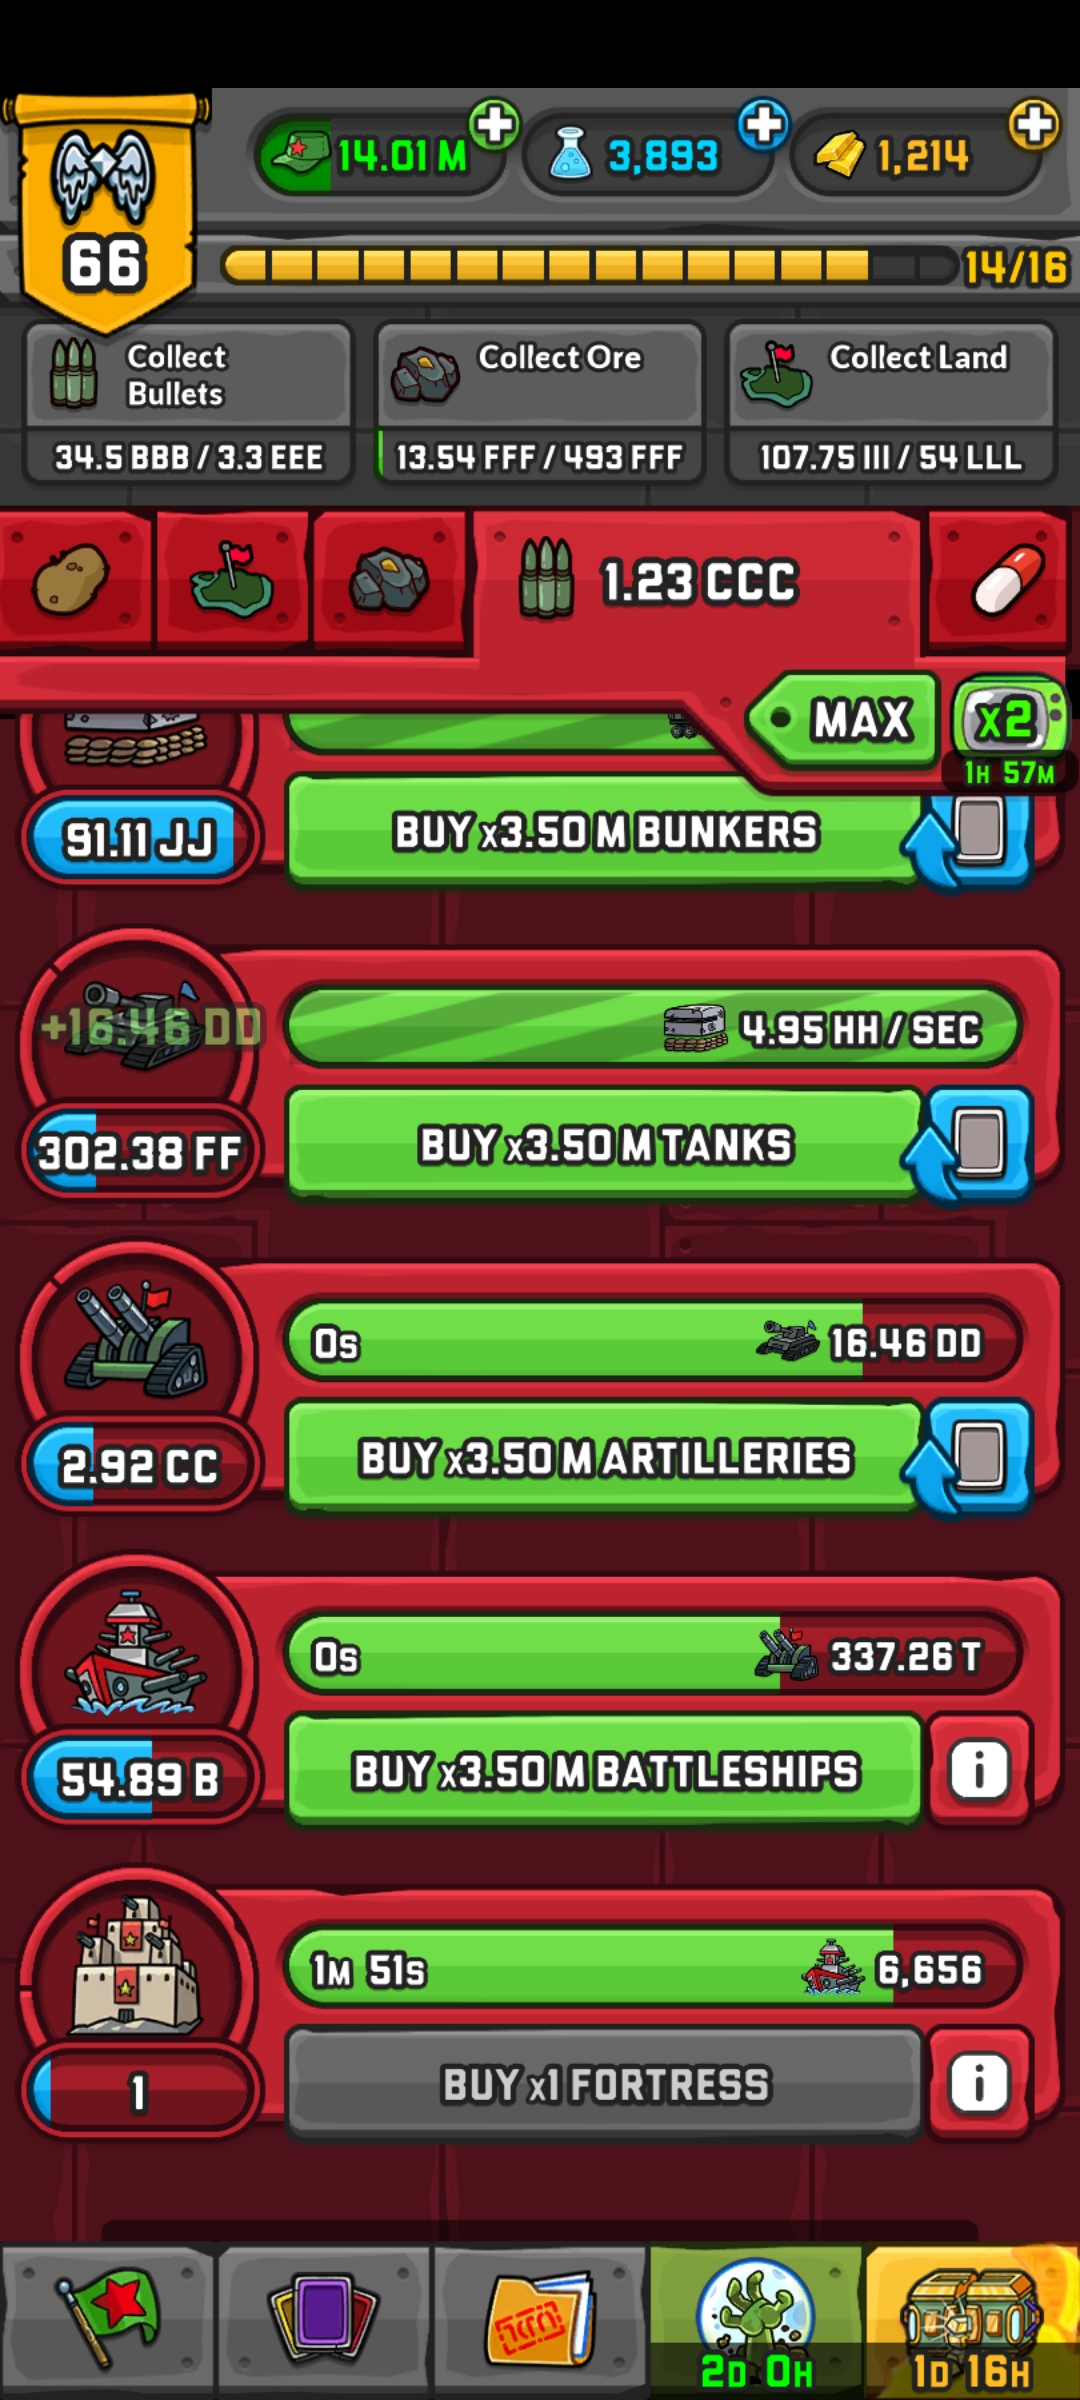 14.01 M
3,893
1,214
66
14/16
Collect
Bullets
34.5 BBB / 3.3 EEE
Collect Ore
13.54 FFF / 493 FFF
Collect Land
107.75 III / 54 LLL
1.23 CCC
MAX
x2
1H 57M
91.11 JJ
BUY x3.50 M BUNKERS
+16.46 DD
4.95 HH / SEC
302.38 FF
BUY x3.50 M TANKS
0s
16.46 DD
2.92 CC
BUY x3.50 M ARTILLERIES
0s
337.26 T
54.89 B
BUY x3.50 M BATTLESHIPS
i
1M 51s
6,656
1
BUY x1 FORTRESS
i
2D 0H
1D 16H